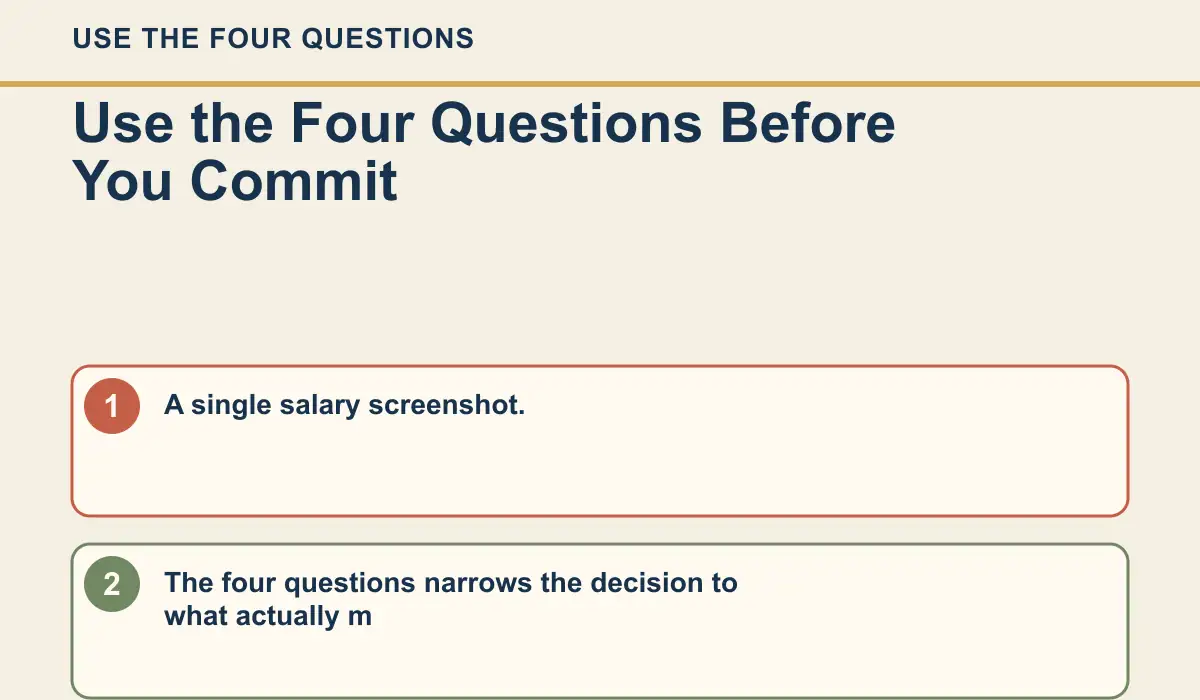 USE THE FOUR QUESTIONS
Use the Four Questions Before
You Commit
1
A single salary screenshot.
2
The four questions narrows the decision to
what actually m